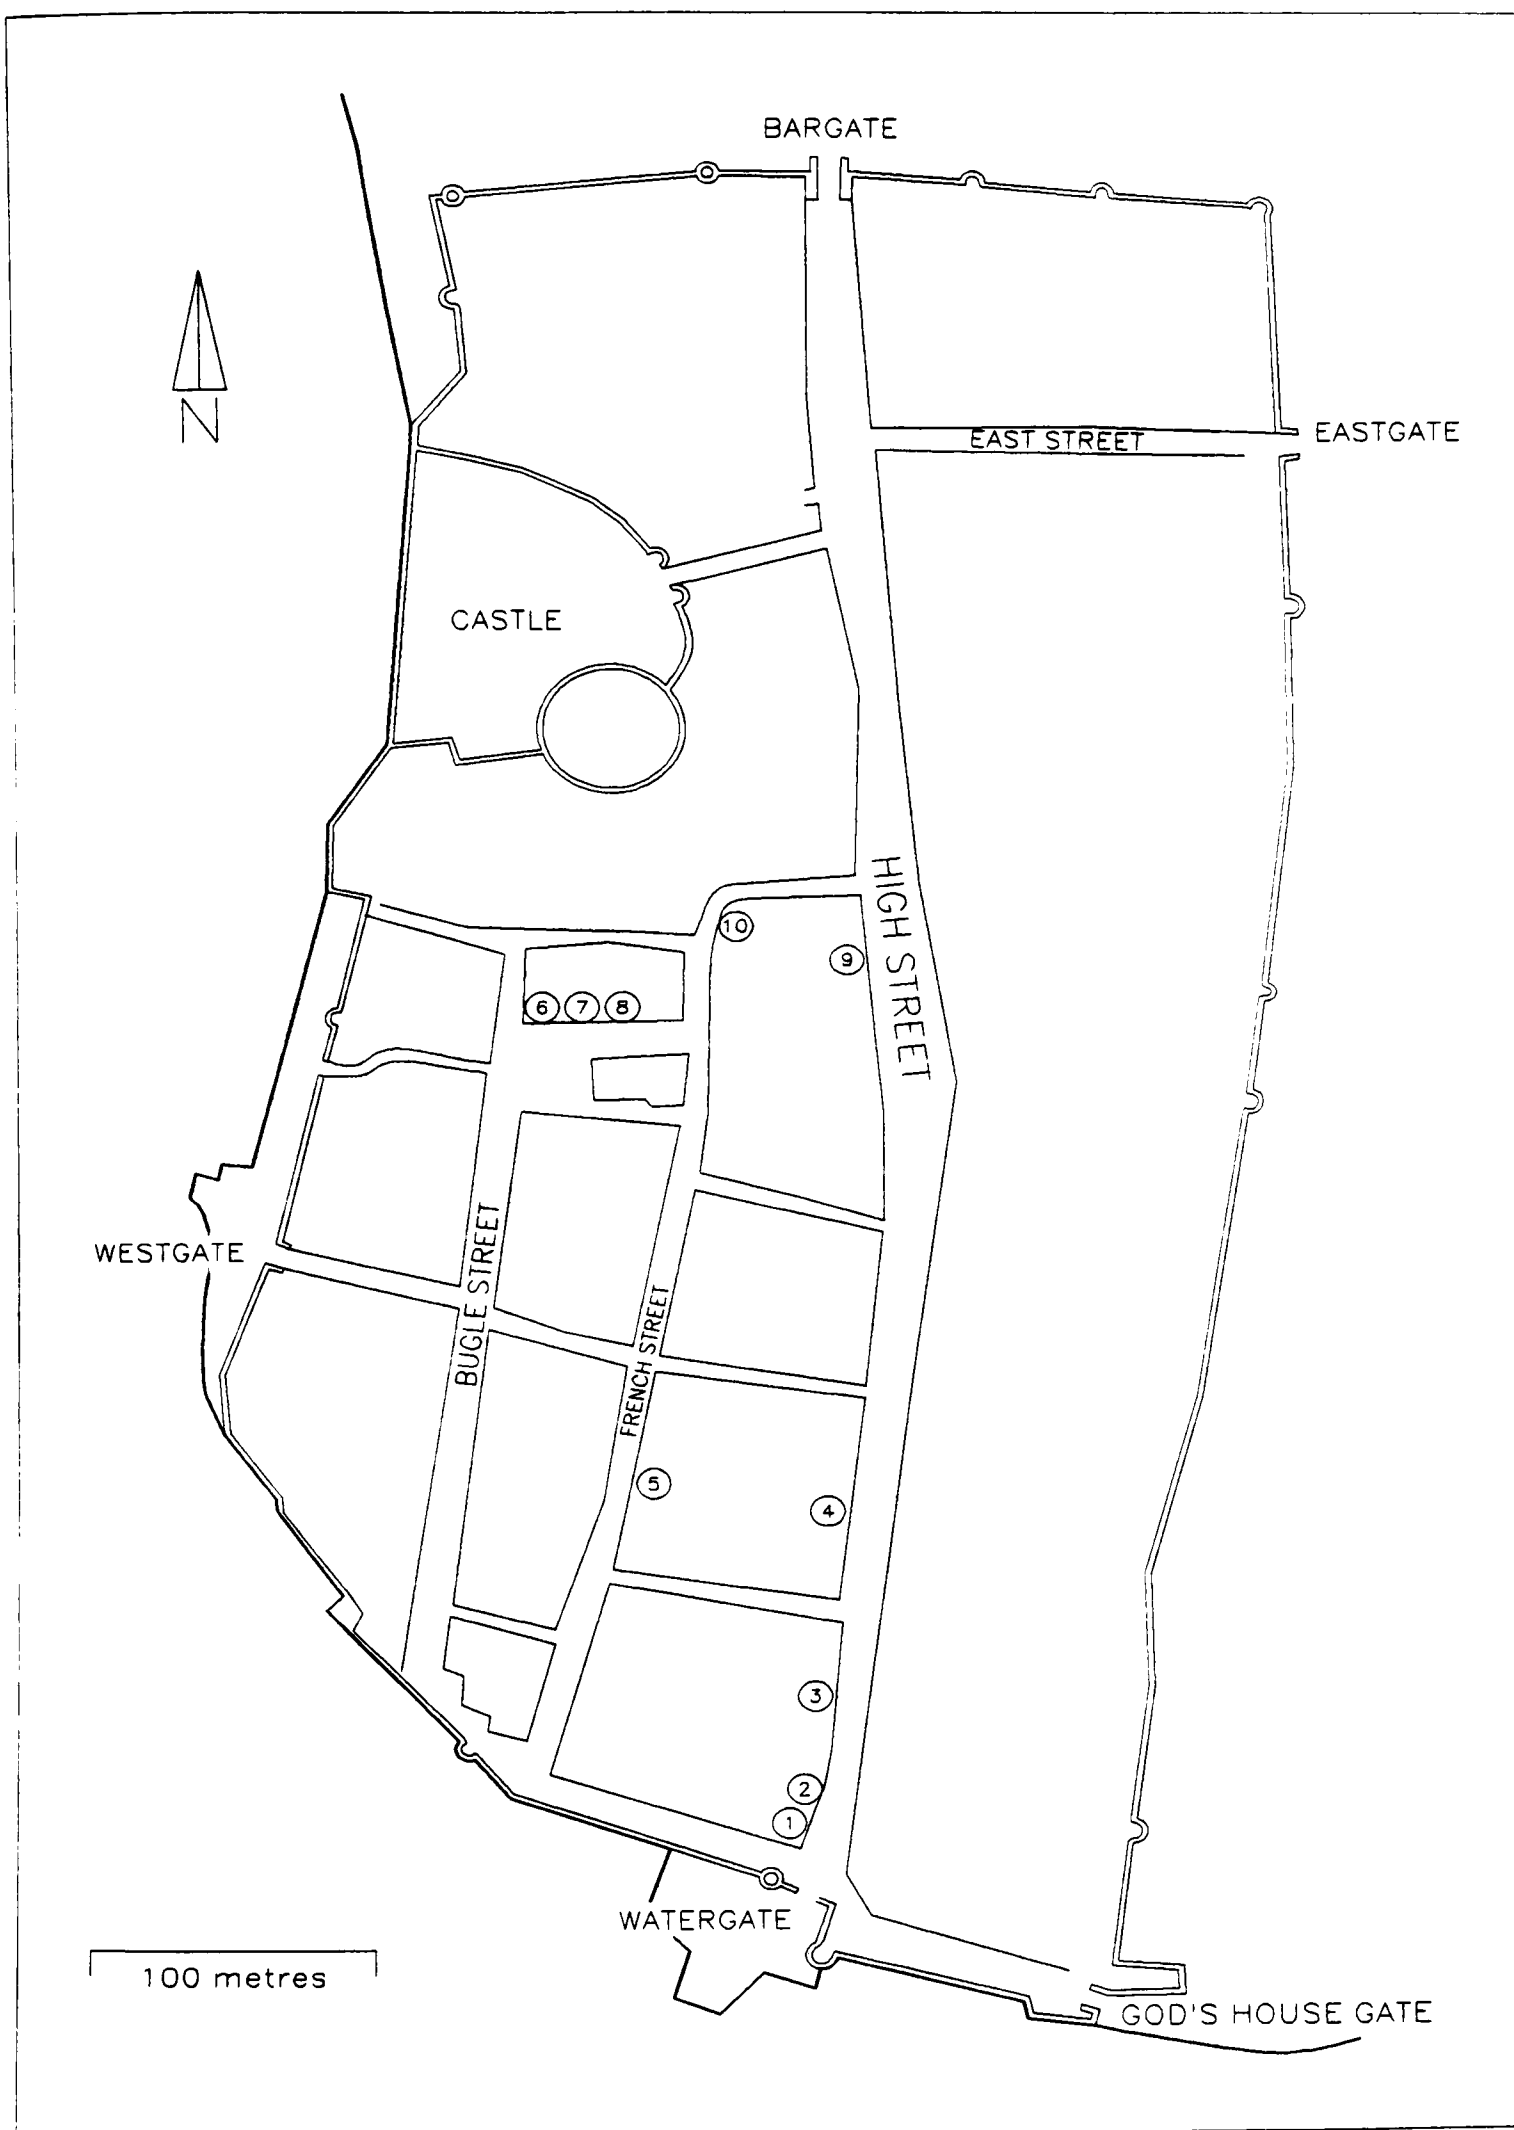 BARGATE
N
EAST STREET
EASTGATE
CASTLE
HIGH STREET
10
9
6
7
8
WESTGATE
BUGLE STREET
FRENCH STREET
5
4
3
2
1
WATERGATE
100 metres
GOD'S HOUSE GATE